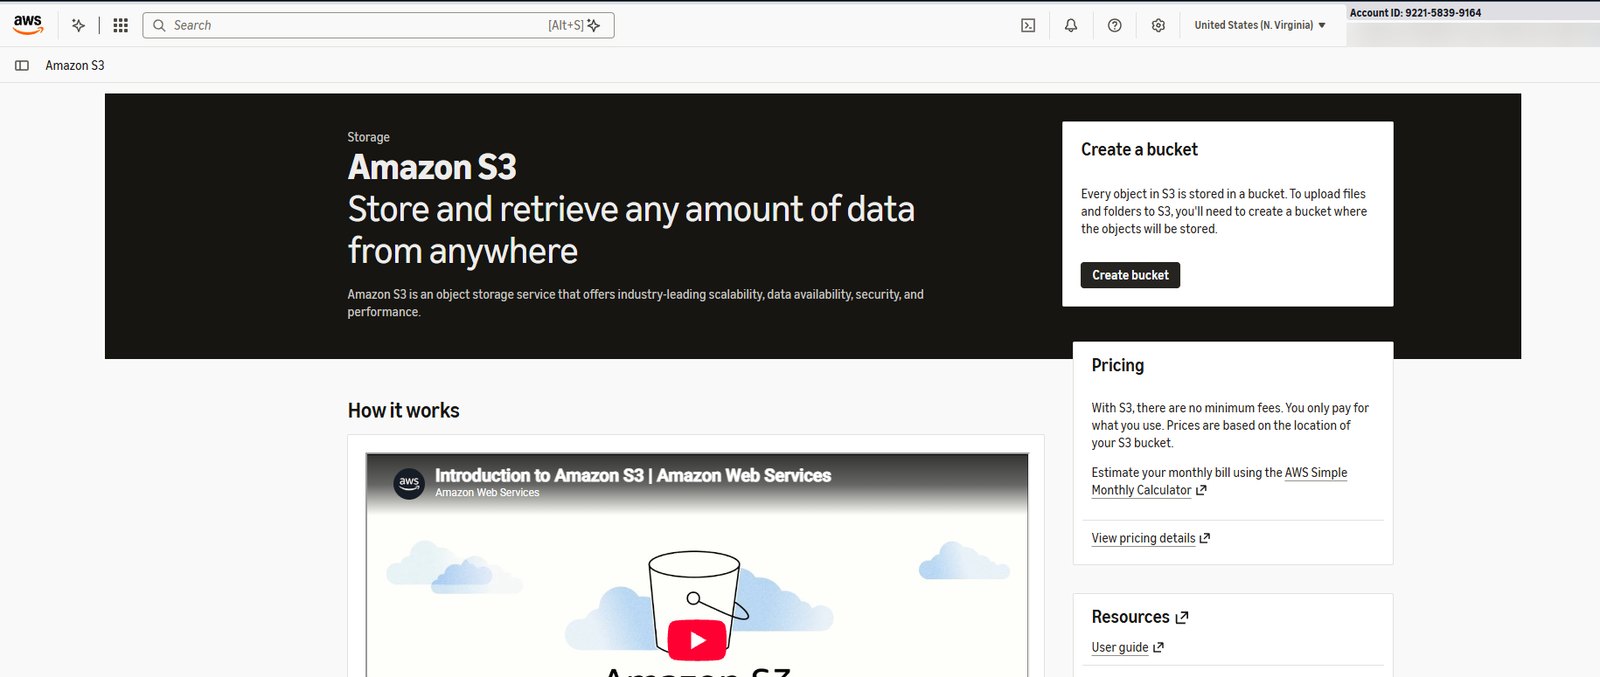 aws
Search
[Alt+S]
United States (N. Virginia)
Account ID: 9221-5839-9164
Amazon S3
Storage
Amazon S3
Store and retrieve any amount of data
from anywhere
Amazon S3 is an object storage service that offers industry-leading scalability, data availability, security, and
performance.
Create a bucket
Every object in S3 is stored in a bucket. To upload files
and folders to S3, you'll need to create a bucket where
the objects will be stored.
Create bucket
Pricing
With S3, there are no minimum fees. You only pay for
what you use. Prices are based on the location of
your S3 bucket.
Estimate your monthly bill using the AWS Simple
Monthly Calculator
View pricing details
Resources
User guide
How it works
aws
Introduction to Amazon S3 | Amazon Web Services
Amazon Web Services
Amazon S3